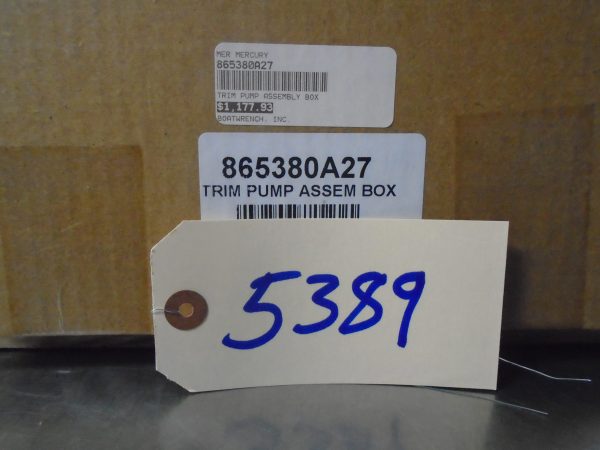 MER MERCURY
865380A27
TRIM PUMP ASSEMBLY BOX
$1,177.93
BOATWRENCH, INC.
865380A27
TRIM PUMP ASSEM BOX
5389